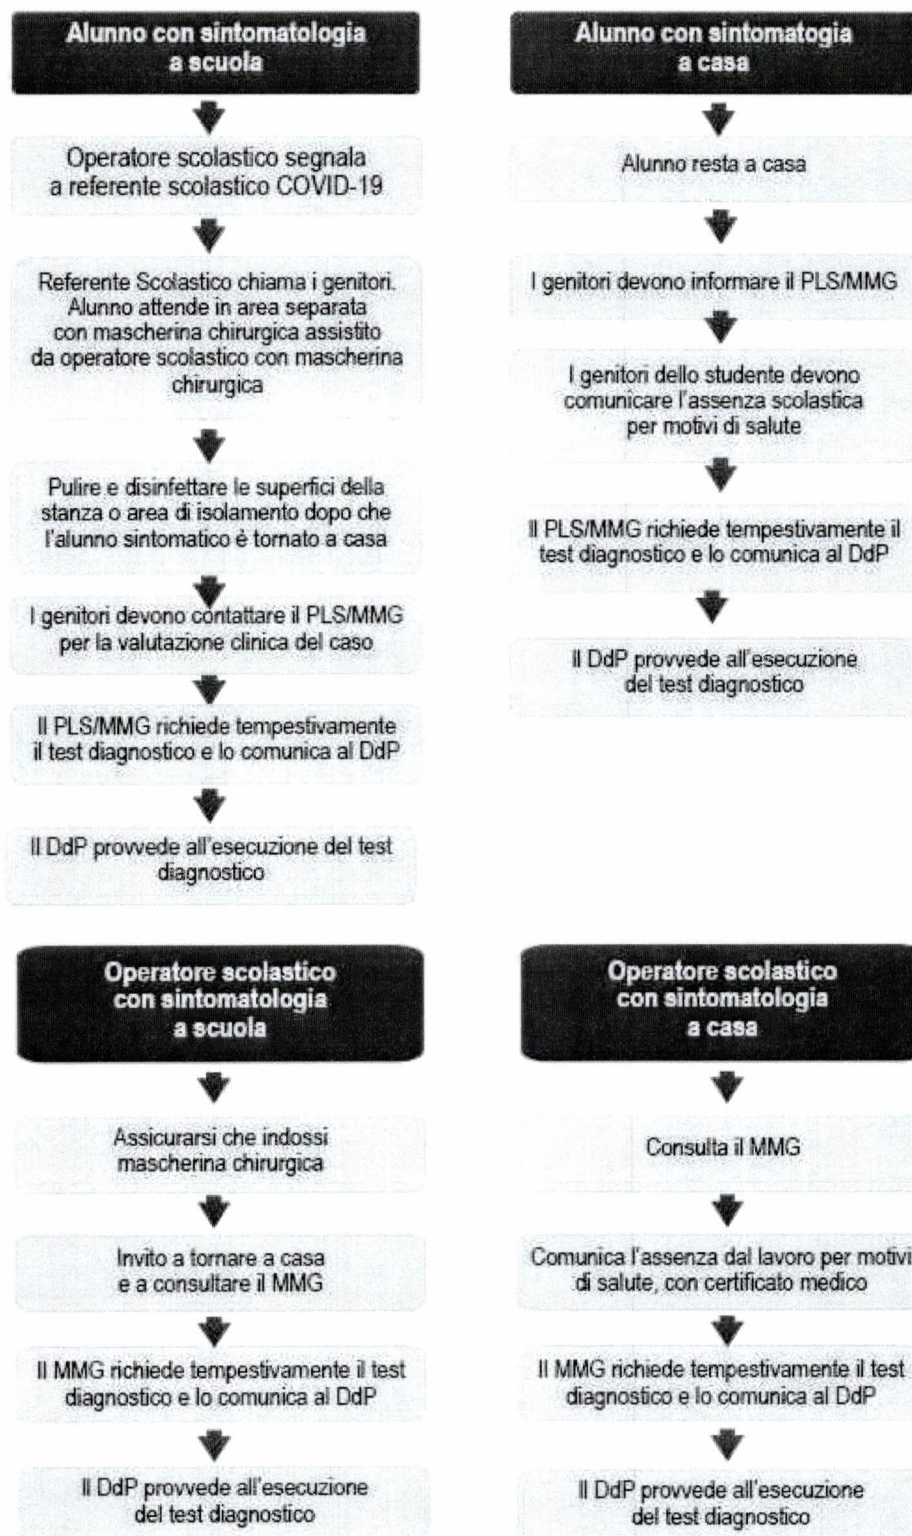 Alunno con sintomatologia
a scuola
Operatore scolastico segnala
a referente scolastico COVID-19
Referente Scolastico chiama i genitori.
Alunno attende in area separata
con mascherina chirurgica assistito
da operatore scolastico con mascherina
chirurgica
Pulire e disinfettare le superfici della
stanza o area di isolamento dopo che
l'alunno sintomatico è tornato a casa
I genitori devono contattare il PLS/MMG
per la valutazione clinica del caso
Il PLS/MMG richiede tempestivamente
il test diagnostico e lo comunica al DdP
Il DdP provvede all'esecuzione del test
diagnostico
Alunno con sintomatogia
a casa
Alunno resta a casa
I genitori devono informare il PLS/MMG
I genitori dello studente devono
comunicare l'assenza scolastica
per motivi di salute
Il PLS/MMG richiede tempestivamente il
test diagnostico e lo comunica al DdP
Il DdP provvede all'esecuzione
del test diagnostico
Operatore scolastico
con sintomatologia
a scuola
Assicurarsi che indossi
mascherina chirurgica
Invito a tornare a casa
e a consultare il MMG
Il MMG richiede tempestivamente il test
diagnostico e lo comunica al DdP
Il DdP provvede all'esecuzione
del test diagnostico
Operatore scolastico
con sintomatologia
a casa
Consulta il MMG
Comunica l'assenza dal lavoro per motivi
di salute, con certificato medico
Il MMG richiede tempestivamente il test
diagnostico e lo comunica al DdP
Il DdP provvede all'esecuzione
del test diagnostico